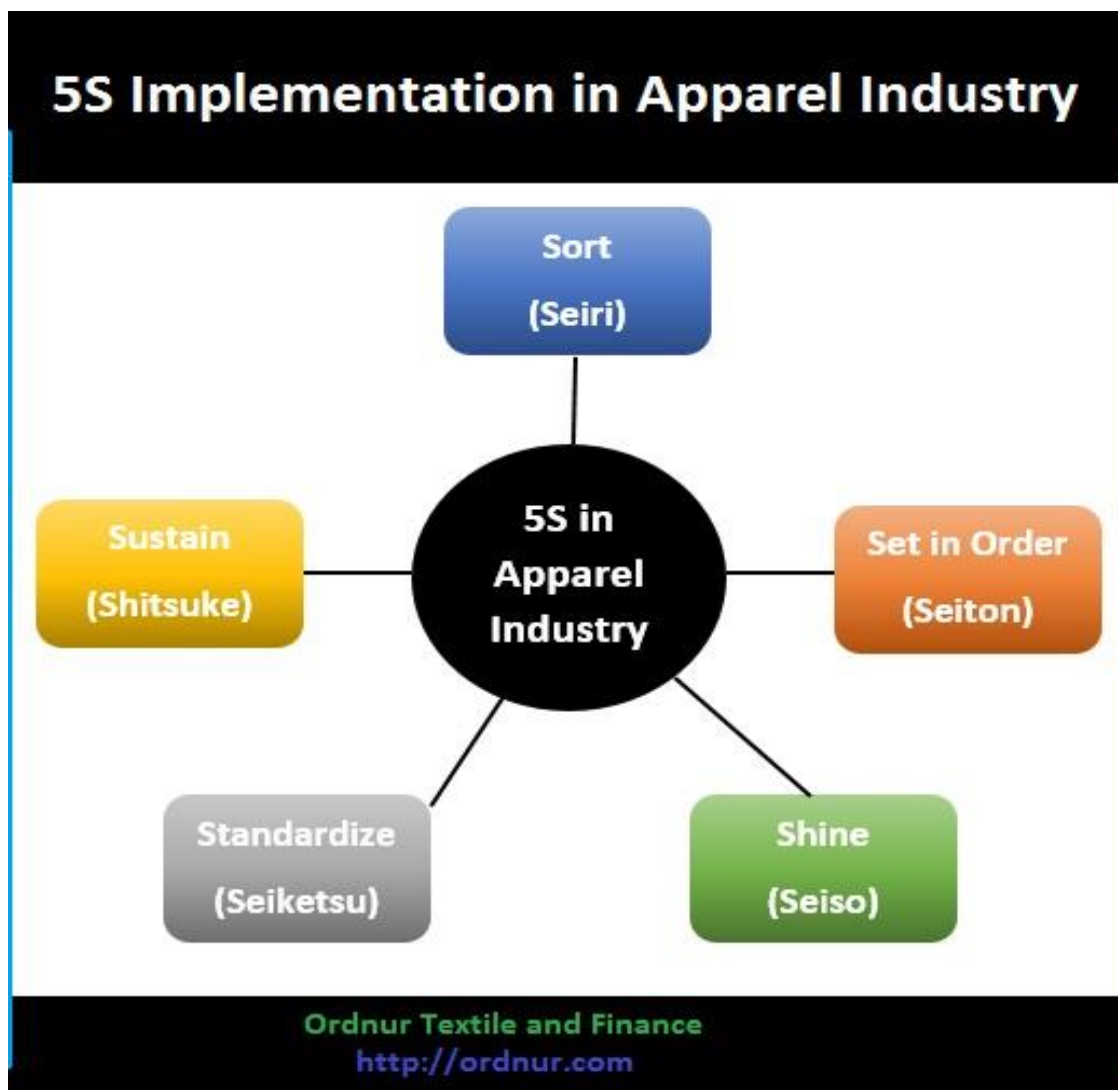 5S Implementation in Apparel Industry
Sort
(Seiri)
5S in
Apparel
Industry
Set in Order
(Seiton)
Shine
(Seiso)
Standardize
(Seiketsu)
Sustain
(Shitsuke)
Ordnur Textile and Finance
http://ordnur.com